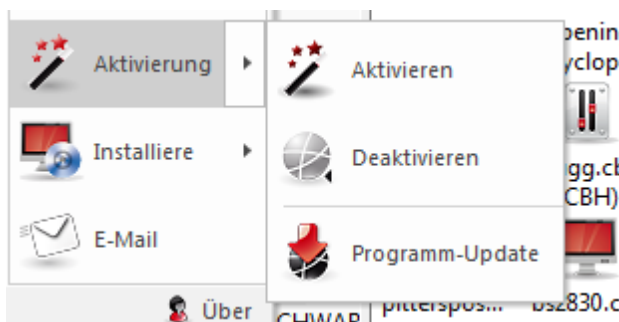 Aktivierung
Installiere
E-Mail
Über
Aktivieren
Deaktivieren
Programm-Update